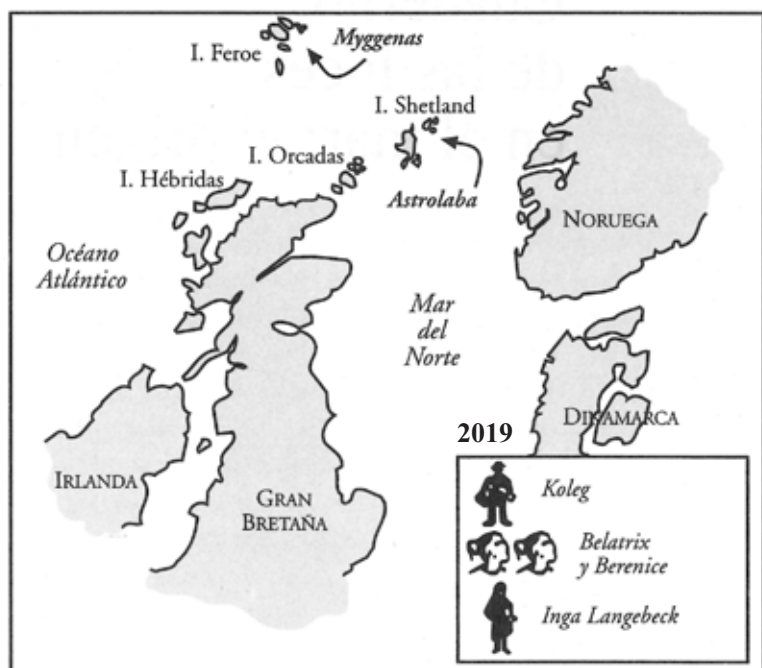 I. Feroe
Myggenas
I. Shetland
I. Orcadas
I. Hébridas
Astrolaba
NORUEGA
Océano
Atlántico
Mar
del
Norte
DINAMARCA
2019
IRLANDA
GRAN
BRETAÑA
Koleg
Belatrix
y Berenice
Inga Langebeck